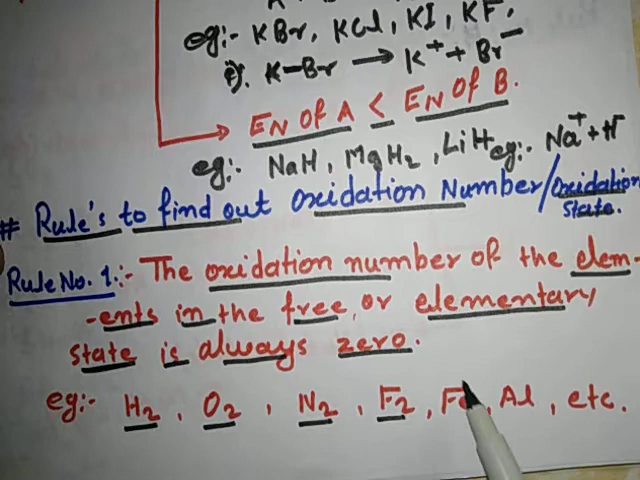 eg:- KBr, KCl, KI, KF,
K-Br → K⁺ + Br⁻
EN Of A < EN Of B.
eg:- NaH, MgH₂, LiH eg:- Na⁺ + H⁻
# Rule's to find out Oxidation Number/Oxidation State.
Rule No. 1:- The oxidation number of the elem-
-ents in the free, or elementary
state is always zero.
eg:- H₂, O₂, N₂, F₂, Fe, Al, etc.